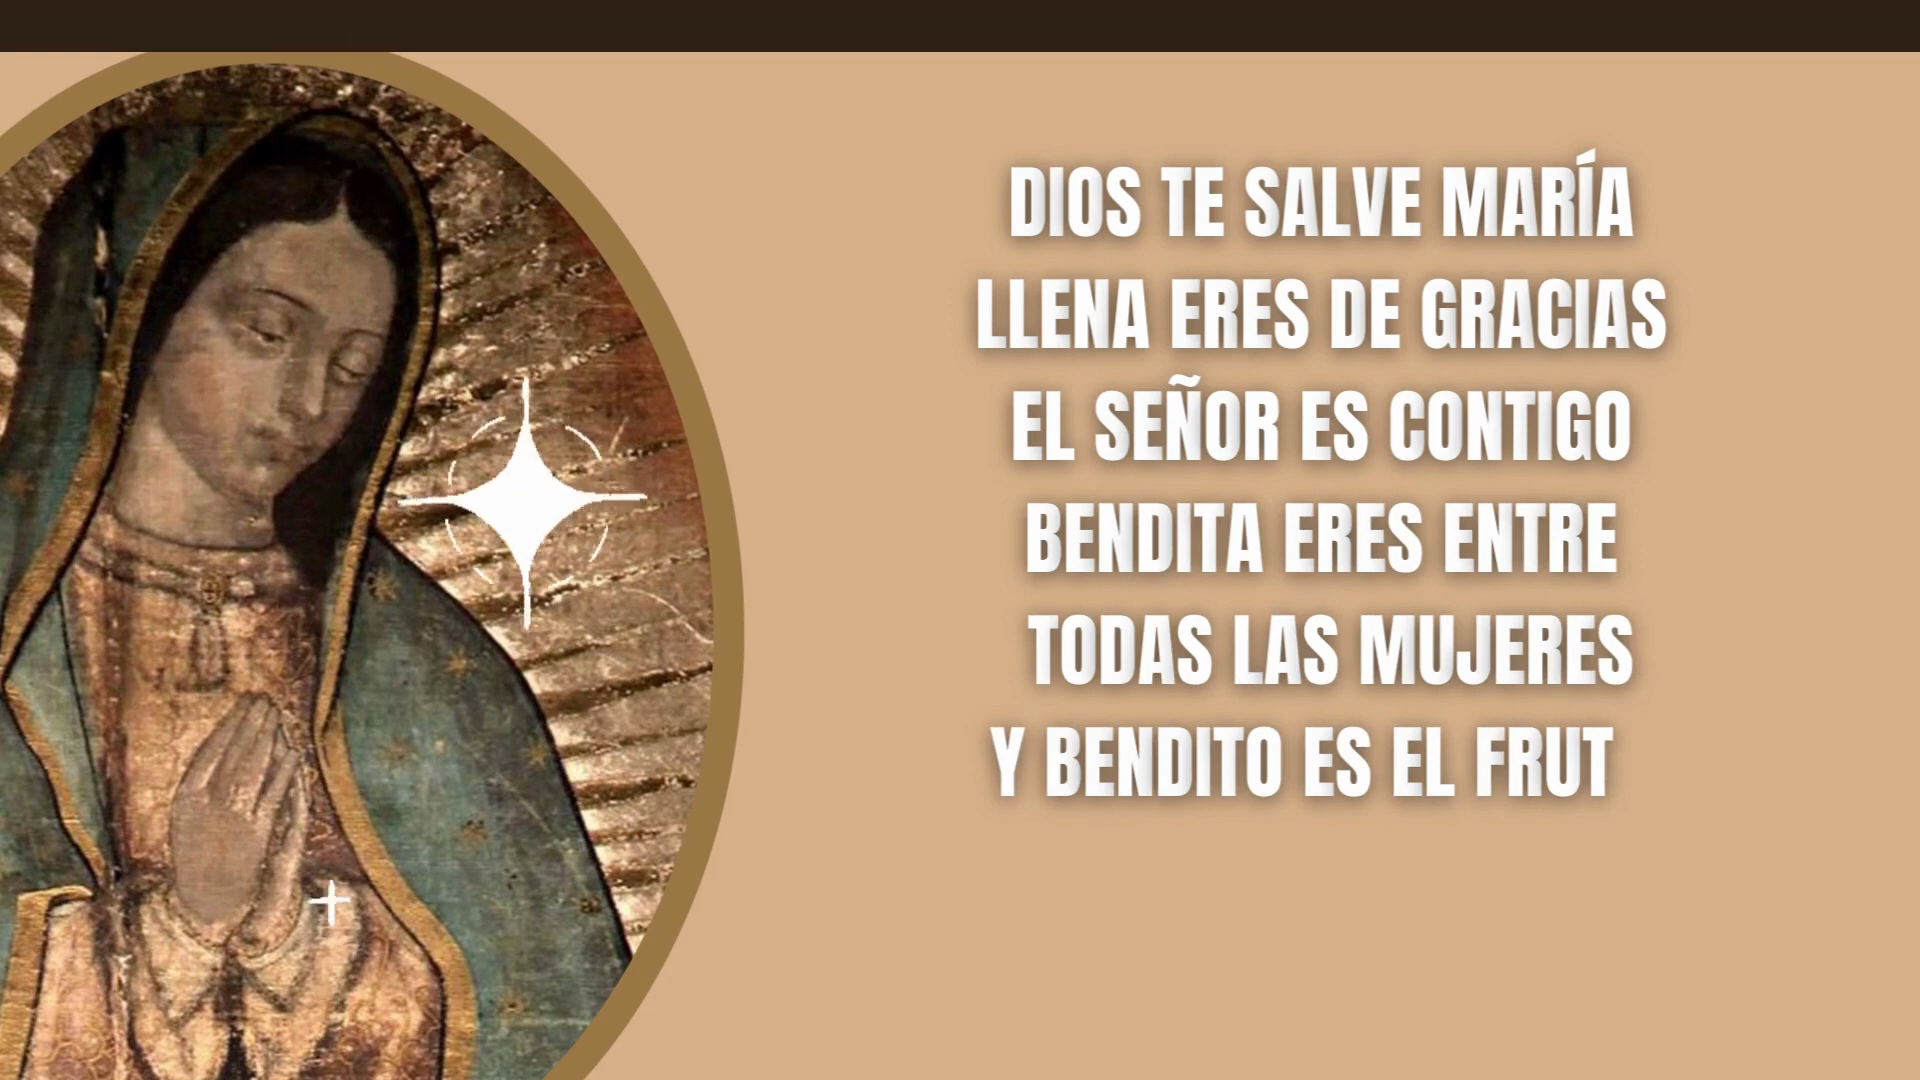 DIOS TE SALVE MARÍA
LLENA ERES DE GRACIAS
EL SEÑOR ES CONTIGO
BENDITA ERES ENTRE
TODAS LAS MUJERES
Y BENDITO ES EL FRUT